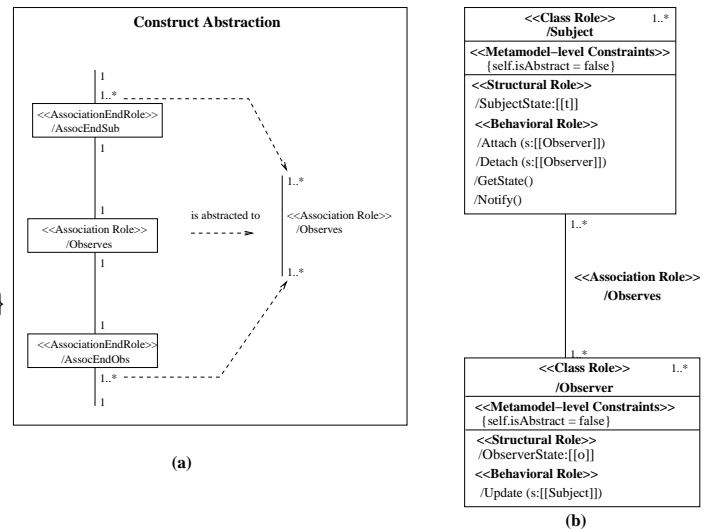 Construct Abstraction
1
1..*
<<AssociationEndRole>>
/AssocEndSub
1
1
<<Association Role>>
/Observes
1
1
<<AssociationEndRole>>
/AssocEndObs
1..*
1
is abstracted to
1..*
<<Association Role>>
/Observes
1..*
}
(a)
<<Class Role>> 1..*
/Subject
<<Metamodel−level Constraints>>
{self.isAbstract = false}
<<Structural Role>>
/SubjectState:[[t]]
<<Behavioral Role>>
/Attach (s:[[Observer]])
/Detach (s:[[Observer]])
/GetState()
/Notify()
1..*
<<Association Role>>
/Observes
1..*
<<Class Role>> 1..*
/Observer
<<Metamodel−level Constraints>>
{self.isAbstract = false}
<<Structural Role>>
/ObserverState:[[o]]
<<Behavioral Role>>
/Update (s:[[Subject]])
(b)